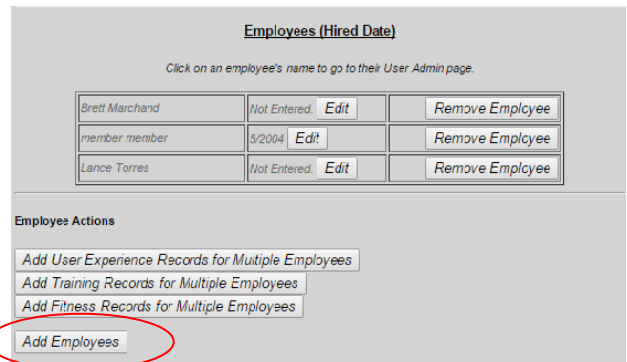 Employees (Hired Date)
Click on an employee's name to go to their User Admin page.
Brett Marchand Not Entered. Edit Remove Employee
member member 5/2004 Edit Remove Employee
Lance Torres Not Entered. Edit Remove Employee
Employee Actions
Add User Experience Records for Multiple Employees
Add Training Records for Multiple Employees
Add Fitness Records for Multiple Employees
Add Employees